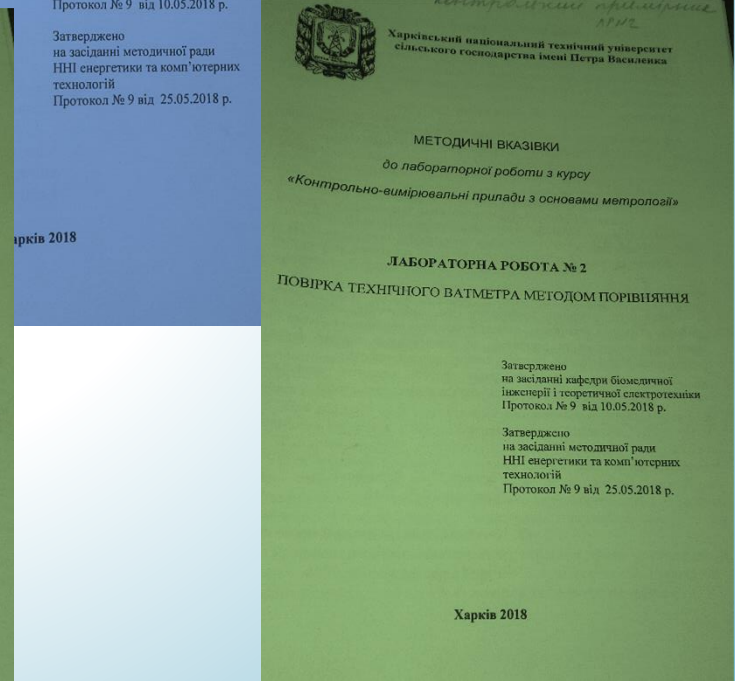 Протокол № 9 від 10.05.2018 р.
Затверджено
на засіданні методичної ради
ННІ енергетики та комп'ютерних
технологій
Протокол № 9 від 25.05.2018 р.
арків 2018
контрольний примірник
№2
Харківський національний технічний університет
сільського господарства імені Петра Василенка
МЕТОДИЧНІ ВКАЗІВКИ
до лабораторної роботи з курсу
«Контрольно-вимірювальні прилади з основами метрології»
ЛАБОРАТОРНА РОБОТА № 2
ПОВІРКА ТЕХНІЧНОГО ВАТМЕТРА МЕТОДОМ ПОРІВНЯННЯ
Затверджено
на засіданні кафедри біомедичної
інженерії і теоретичної електротехніки
Протокол № 9 від 10.05.2018 р.
Затверджено
на засіданні методичної ради
ННІ енергетики та комп'ютерних
технологій
Протокол № 9 від 25.05.2018 р.
Харків 2018